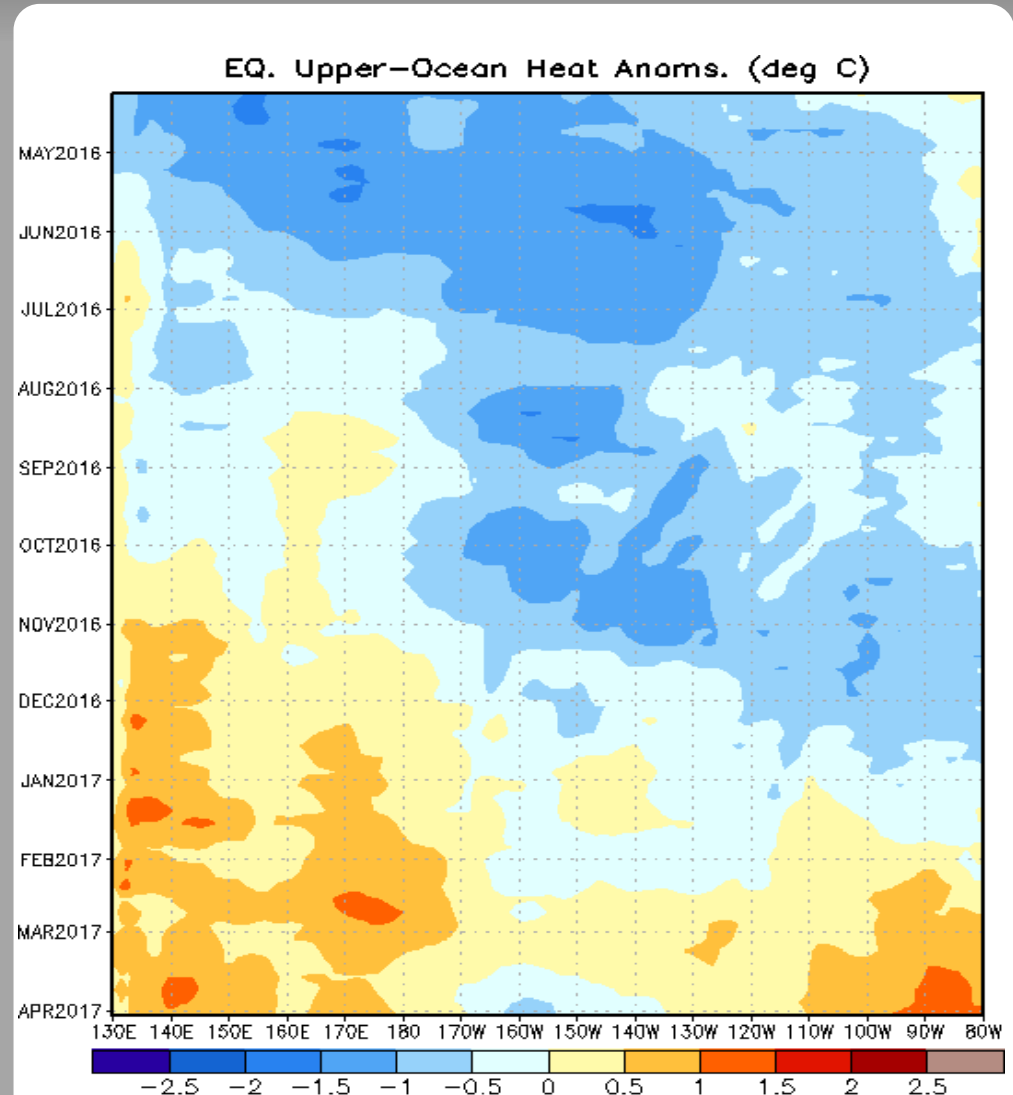 EQ. Upper-Ocean Heat Anoms. (deg C)
MAY2016
JUN2016
JUL2016
AUG2016
SEP2016
OCT2016
NOV2016
DEC2016
JAN2017
FEB2017
MAR2017
APR2017
130E 140E 150E 160E 170E 180 170W 160W 150W 140W 130W 120W 110W 100W 90W 80W
-2.5 -2 -1.5 -1 -0.5 0 0.5 1 1.5 2 2.5